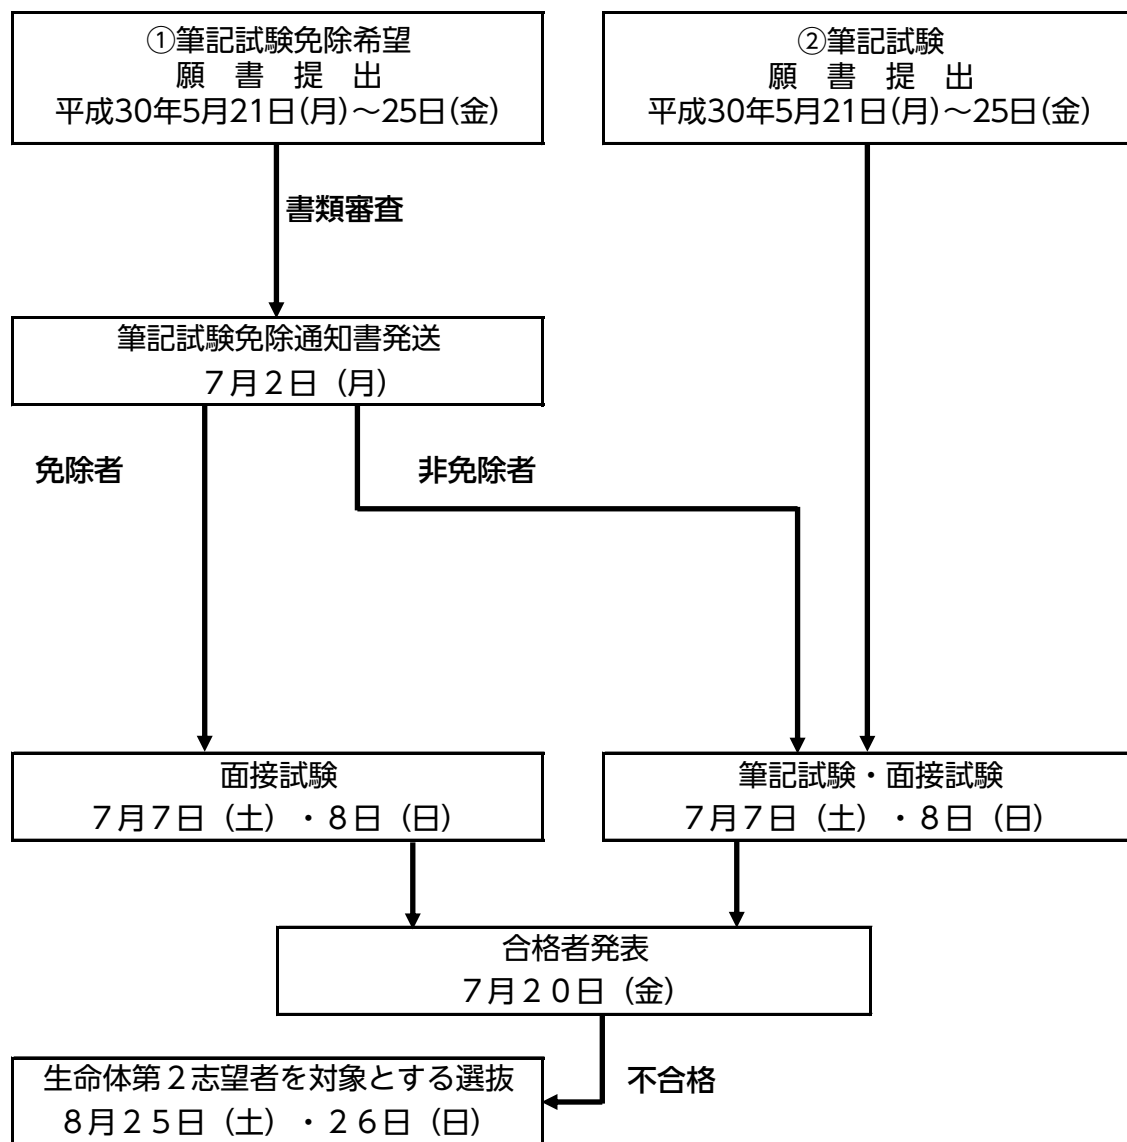 ①筆記試験免除希望
願　書　提　出
平成30年5月21日(月)～25日(金)
②筆記試験
願　書　提　出
平成30年5月21日(月)～25日(金)
書類審査
筆記試験免除通知書発送
７月２日（月）
免除者
非免除者
面接試験
７月７日（土）・８日（日）
筆記試験・面接試験
７月７日（土）・８日（日）
合格者発表
７月２０日（金）
不合格
生命体第２志望者を対象とする選抜
８月２５日（土）・２６日（日）